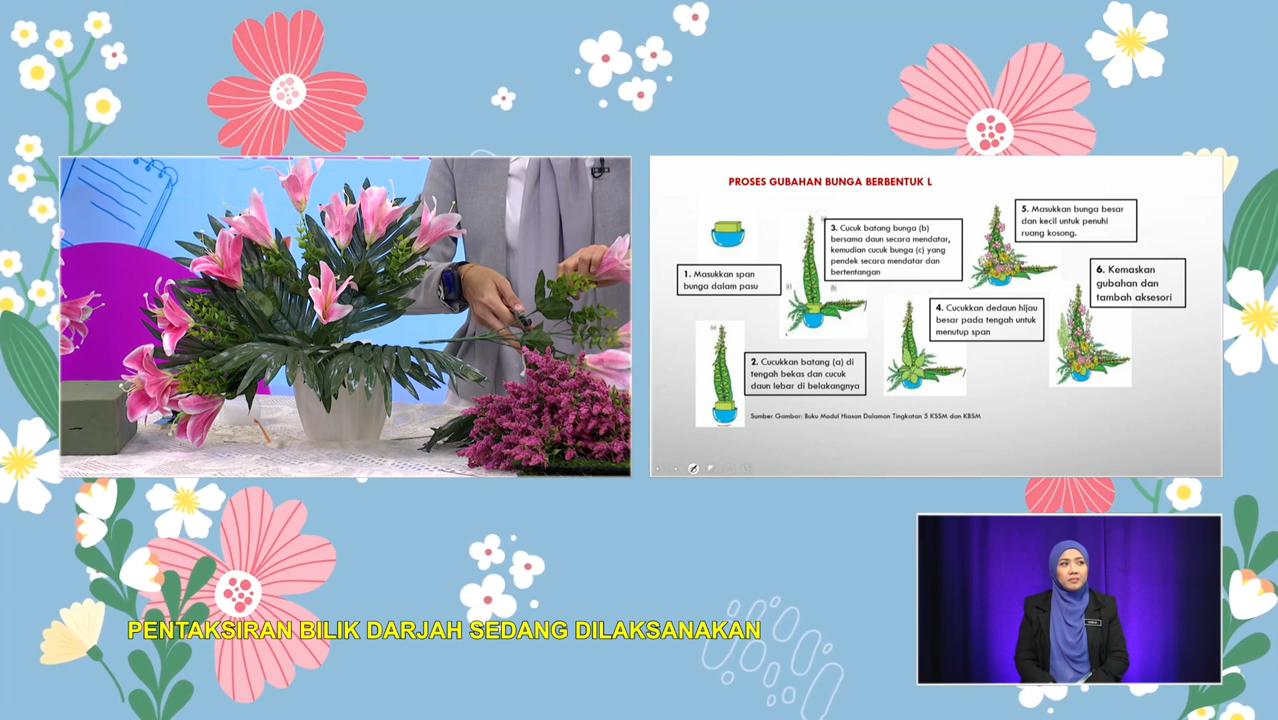 PROSES GUBAHAN BUNGA BERBENTUK L
1. Masukkan span
bunga dalam pasu
2. Cucukkan batang (a) di
tengah bekas dan cucuk
daun lebar di belakangnya
3. Cucuk batang bunga (b)
bersama daun secara mendatar,
kemudian cucuk bunga (c) yang
pendek secara mendatar dan
bertentangan
4. Cucukkan dedaun hijau
besar pada tengah untuk
menutup span
5. Masukkan bunga besar
dan kecil untuk penuhi
ruang kosong.
6. Kemaskan
gubahan dan
tambah aksesori
Sumber Gambar: Buku Modul Hiasan Dalaman Tingkatan 5 KSSM dan KBSM
PENTAKSIRAN BILIK DARJAH SEDANG DILAKSANAKAN